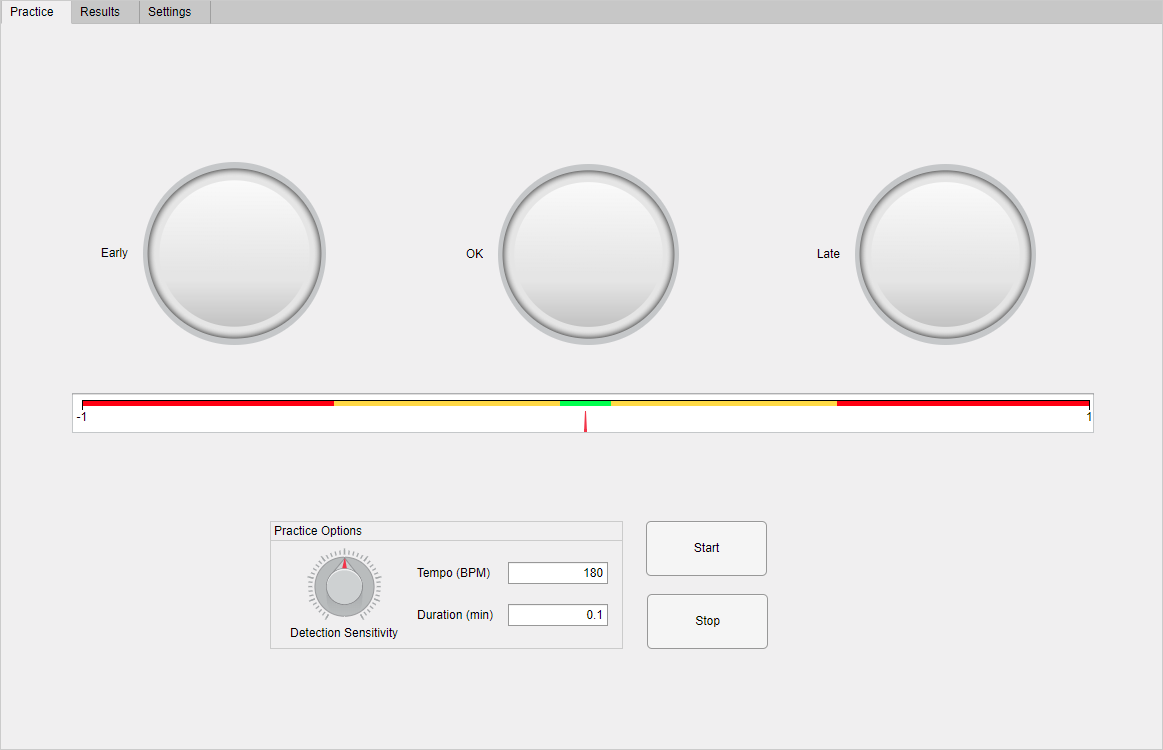 Practice Results Settings
Early OK Late
-1 1
Practice Options
Tempo (BPM) 180
Duration (min) 0.1
Detection Sensitivity
Start
Stop